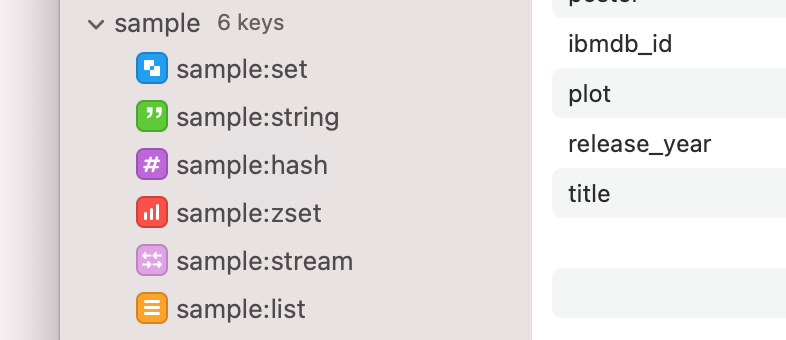 sample 6 keys
sample:set
sample:string
sample:hash
sample:zset
sample:stream
sample:list
ibmdb_id
plot
release_year
title